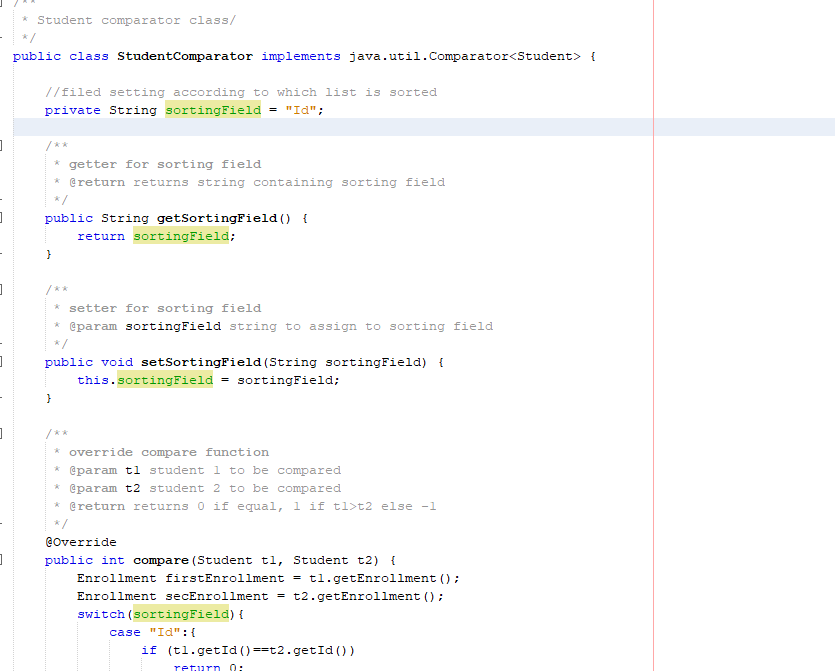 /**
 * Student comparator class/
 */
public class StudentComparator implements java.util.Comparator<Student> {
//filed setting according to which list is sorted
private String sortingField = "Id";
/**
 * getter for sorting field
 * @return returns string containing sorting field
 */
public String getSortingField() {
return sortingField;
}
/**
 * setter for sorting field
 * @param sortingField string to assign to sorting field
 */
public void setSortingField(String sortingField) {
this.sortingField = sortingField;
}
/**
 * override compare function
 * @param t1 student 1 to be compared
 * @param t2 student 2 to be compared
 * @return returns 0 if equal, 1 if t1>t2 else -1
 */
@Override
public int compare(Student t1, Student t2) {
Enrollment firstEnrollment = t1.getEnrollment();
Enrollment secEnrollment = t2.getEnrollment();
switch(sortingField){
case "Id":{
if (t1.getId()==t2.getId())
return 0;